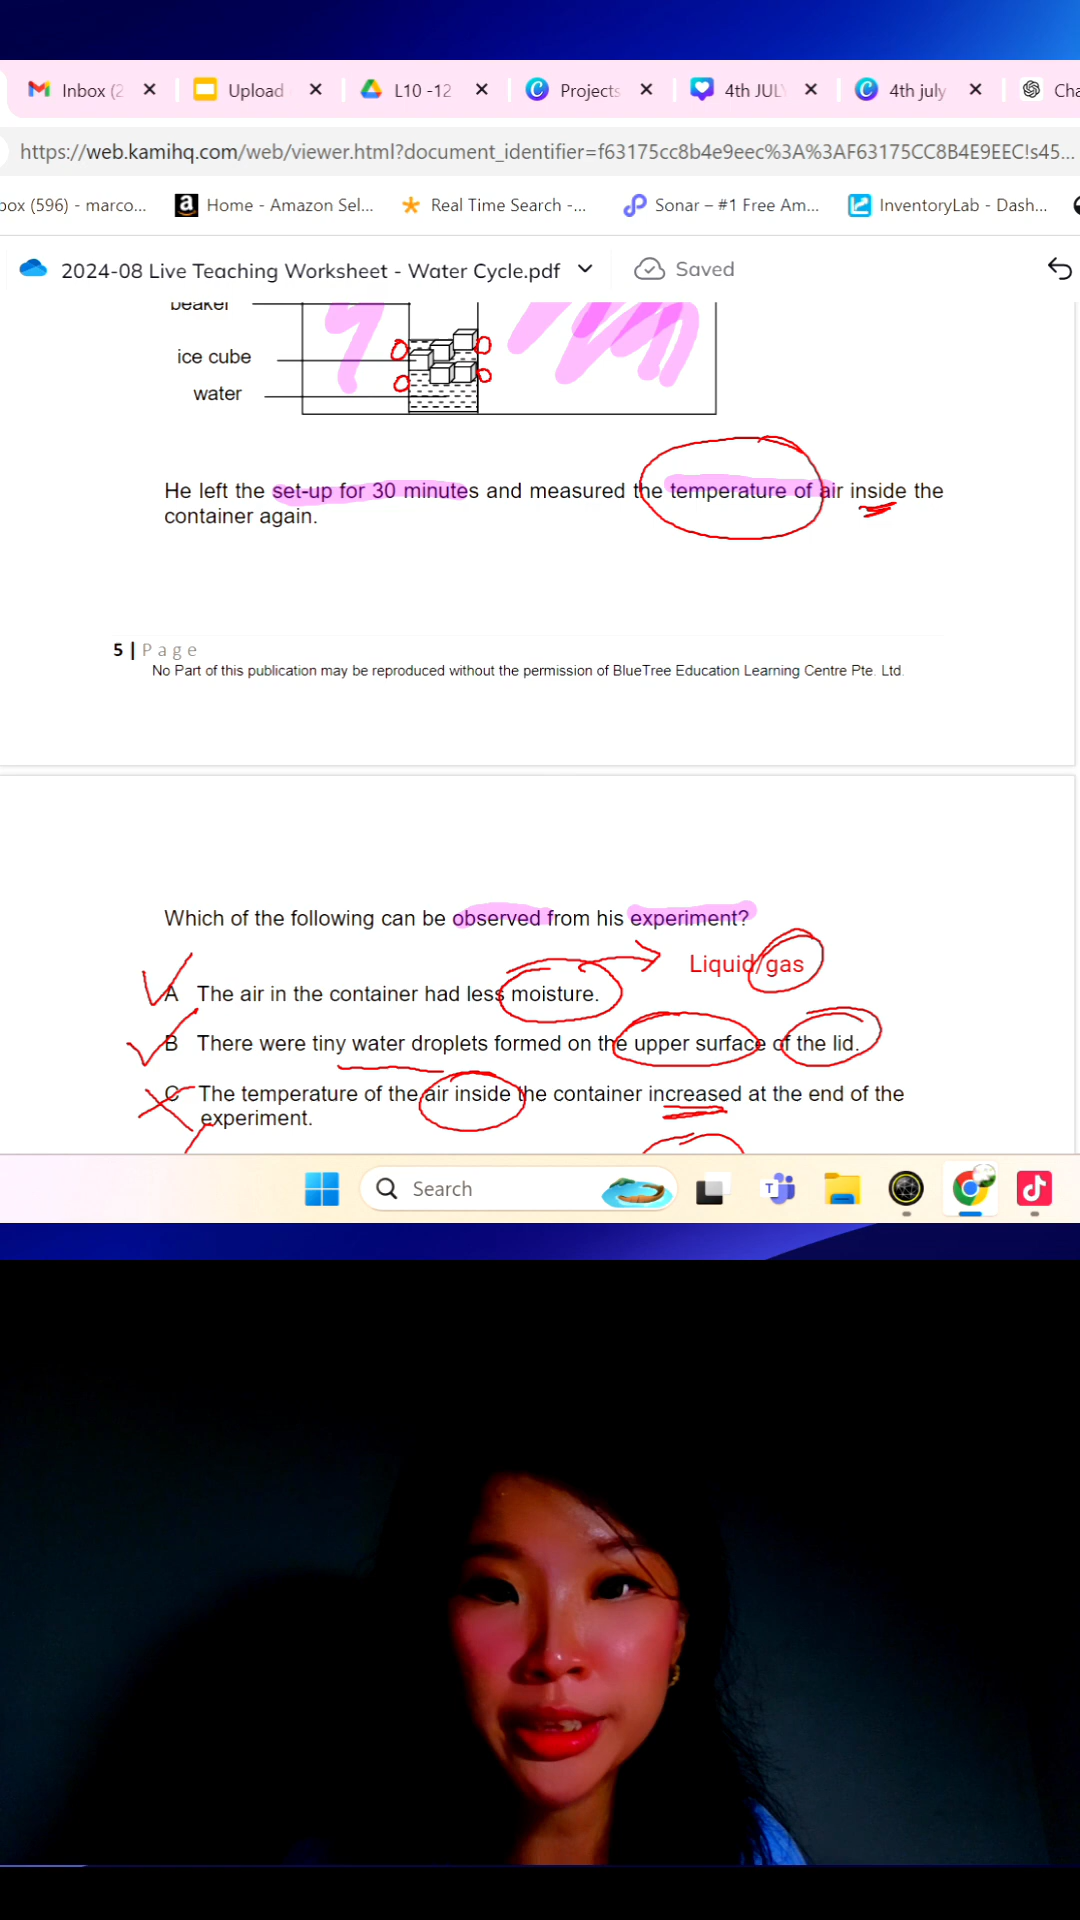 Inbox (2
Upload
L10 -12
Projects
4th JUL
4th july
Cha
https://web.kamihq.com/web/viewer.html?document_identifier=f63175cc8b4e9eec%3A%3AF63175CC8B4E9EEC!s45...
box (596) - marco...
a Home - Amazon Sel...
Real Time Search -...
Sonar – #1 Free Am...
InventoryLab - Dash...
2024-08 Live Teaching Worksheet - Water Cycle.pdf
Saved
beaker
ice cube
water
He left the set-up for 30 minutes and measured the temperature of air inside the
container again.
5 | Page
No Part of this publication may be reproduced without the permission of BlueTree Education Learning Centre Pte. Ltd.
Which of the following can be observed from his experiment?
Liquid/gas
A The air in the container had less moisture.
B There were tiny water droplets formed on the upper surface of the lid.
C The temperature of the air inside the container increased at the end of the
experiment.
Search